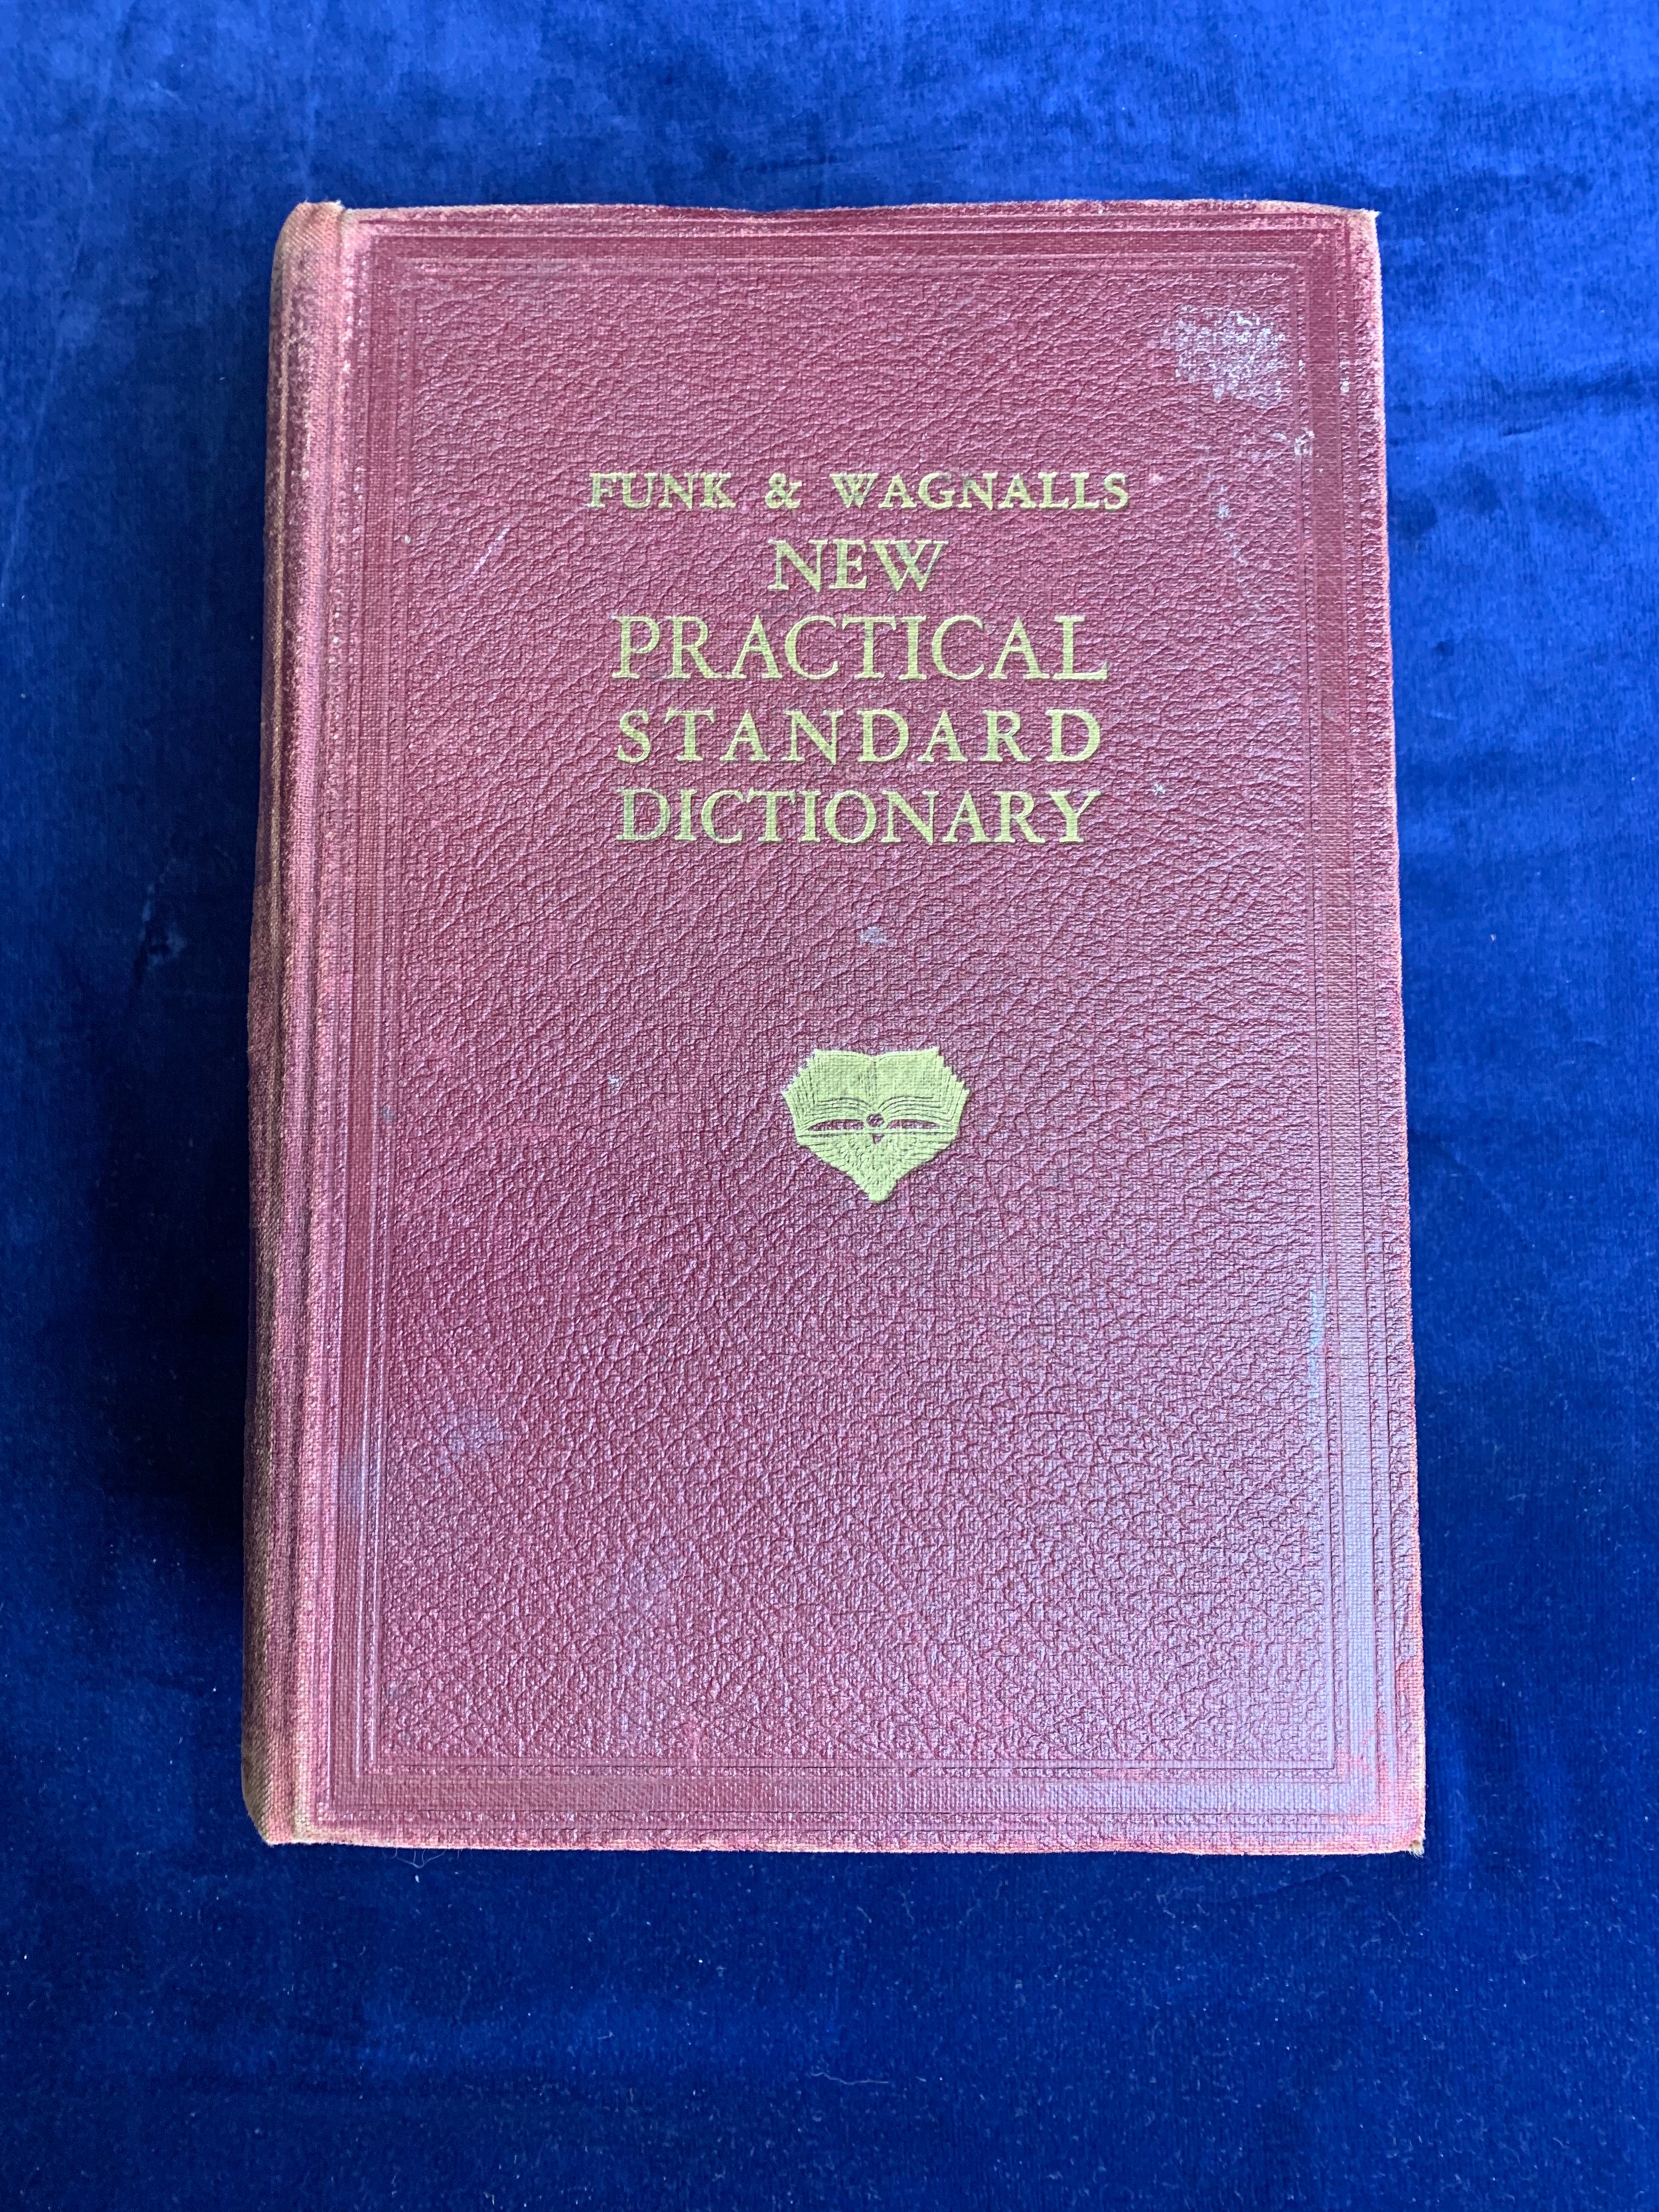 FUNK & WAGNALLS
NEW
PRACTICAL
STANDARD
DICTIONARY